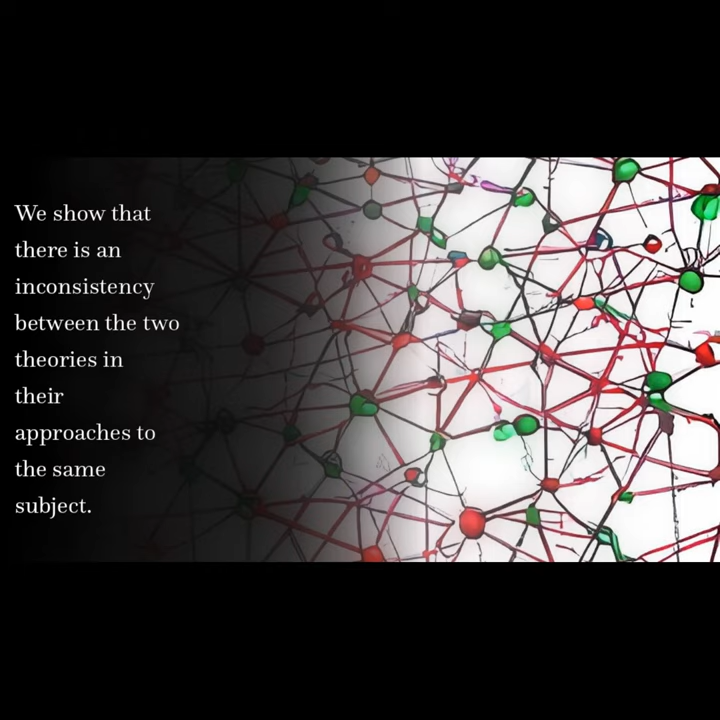 We show that
there is an
inconsistency
between the two
theories in
their
approaches to
the same
subject.